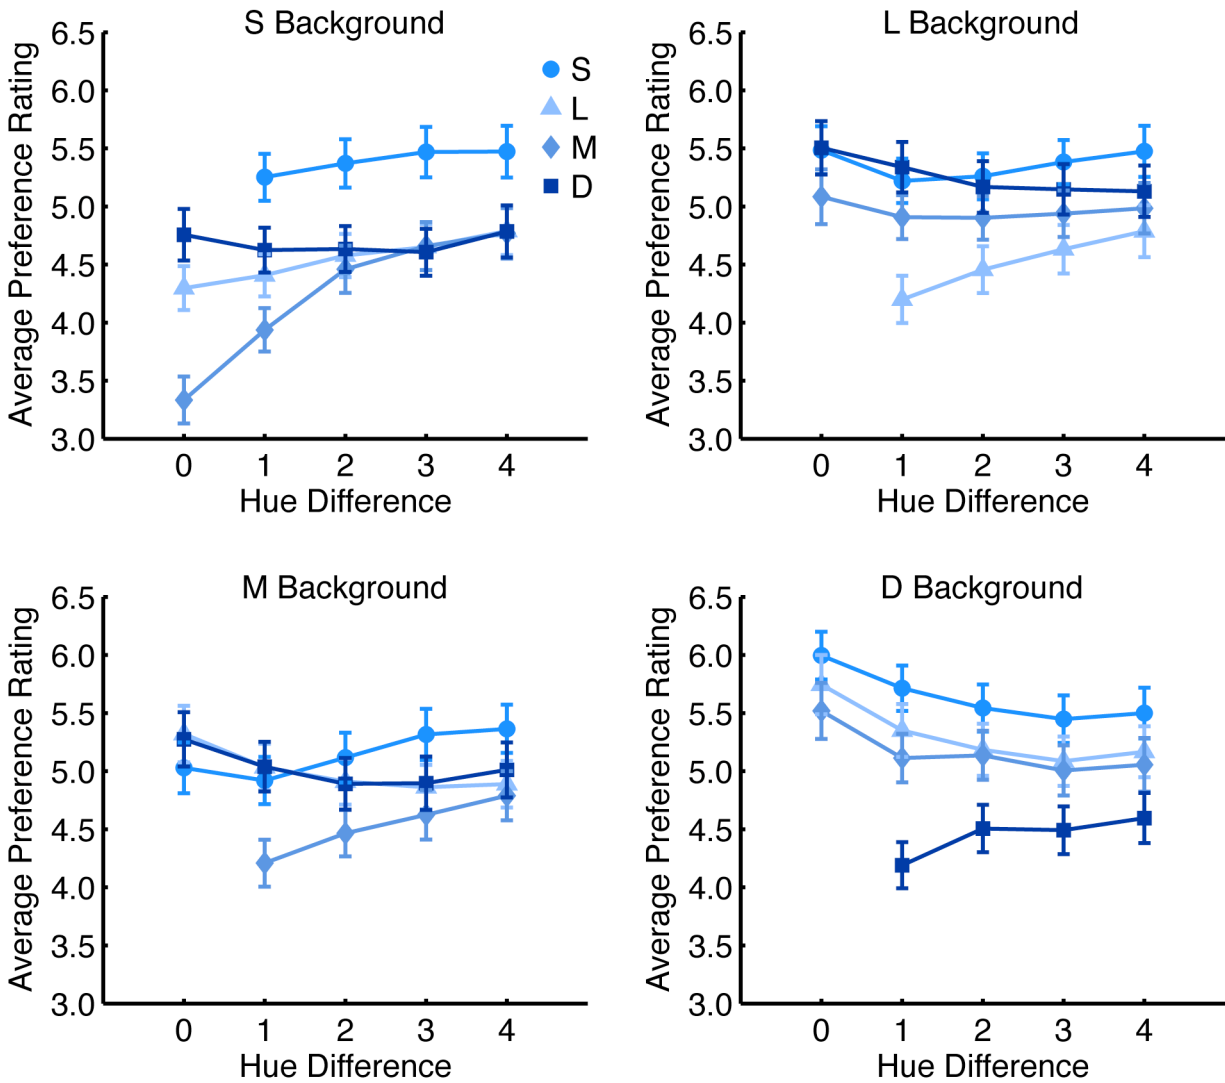 S Background
6.5
6.0
5.5
5.0
4.5
4.0
3.5
3.0
Average Preference Rating
S
L
M
D
0 1 2 3 4
Hue Difference
L Background
6.5
6.0
5.5
5.0
4.5
4.0
3.5
3.0
Average Preference Rating
0 1 2 3 4
Hue Difference
M Background
6.5
6.0
5.5
5.0
4.5
4.0
3.5
3.0
Average Preference Rating
0 1 2 3 4
Hue Difference
D Background
6.5
6.0
5.5
5.0
4.5
4.0
3.5
3.0
Average Preference Rating
0 1 2 3 4
Hue Difference